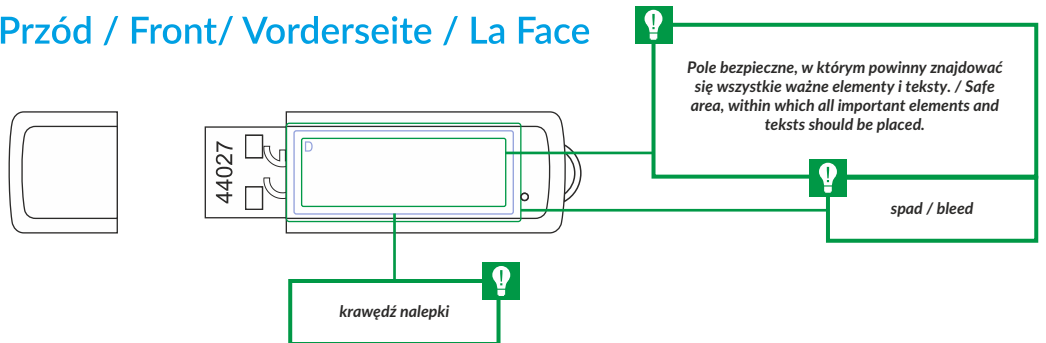 Przód / Front/ Vorderseite / La Face
Pole bezpieczne, w którym powinny znajdować
się wszystkie ważne elementy i teksty. / Safe
area, within which all important elements and
teksts should be placed.
44027
D
spad / bleed
krawędź nalepki